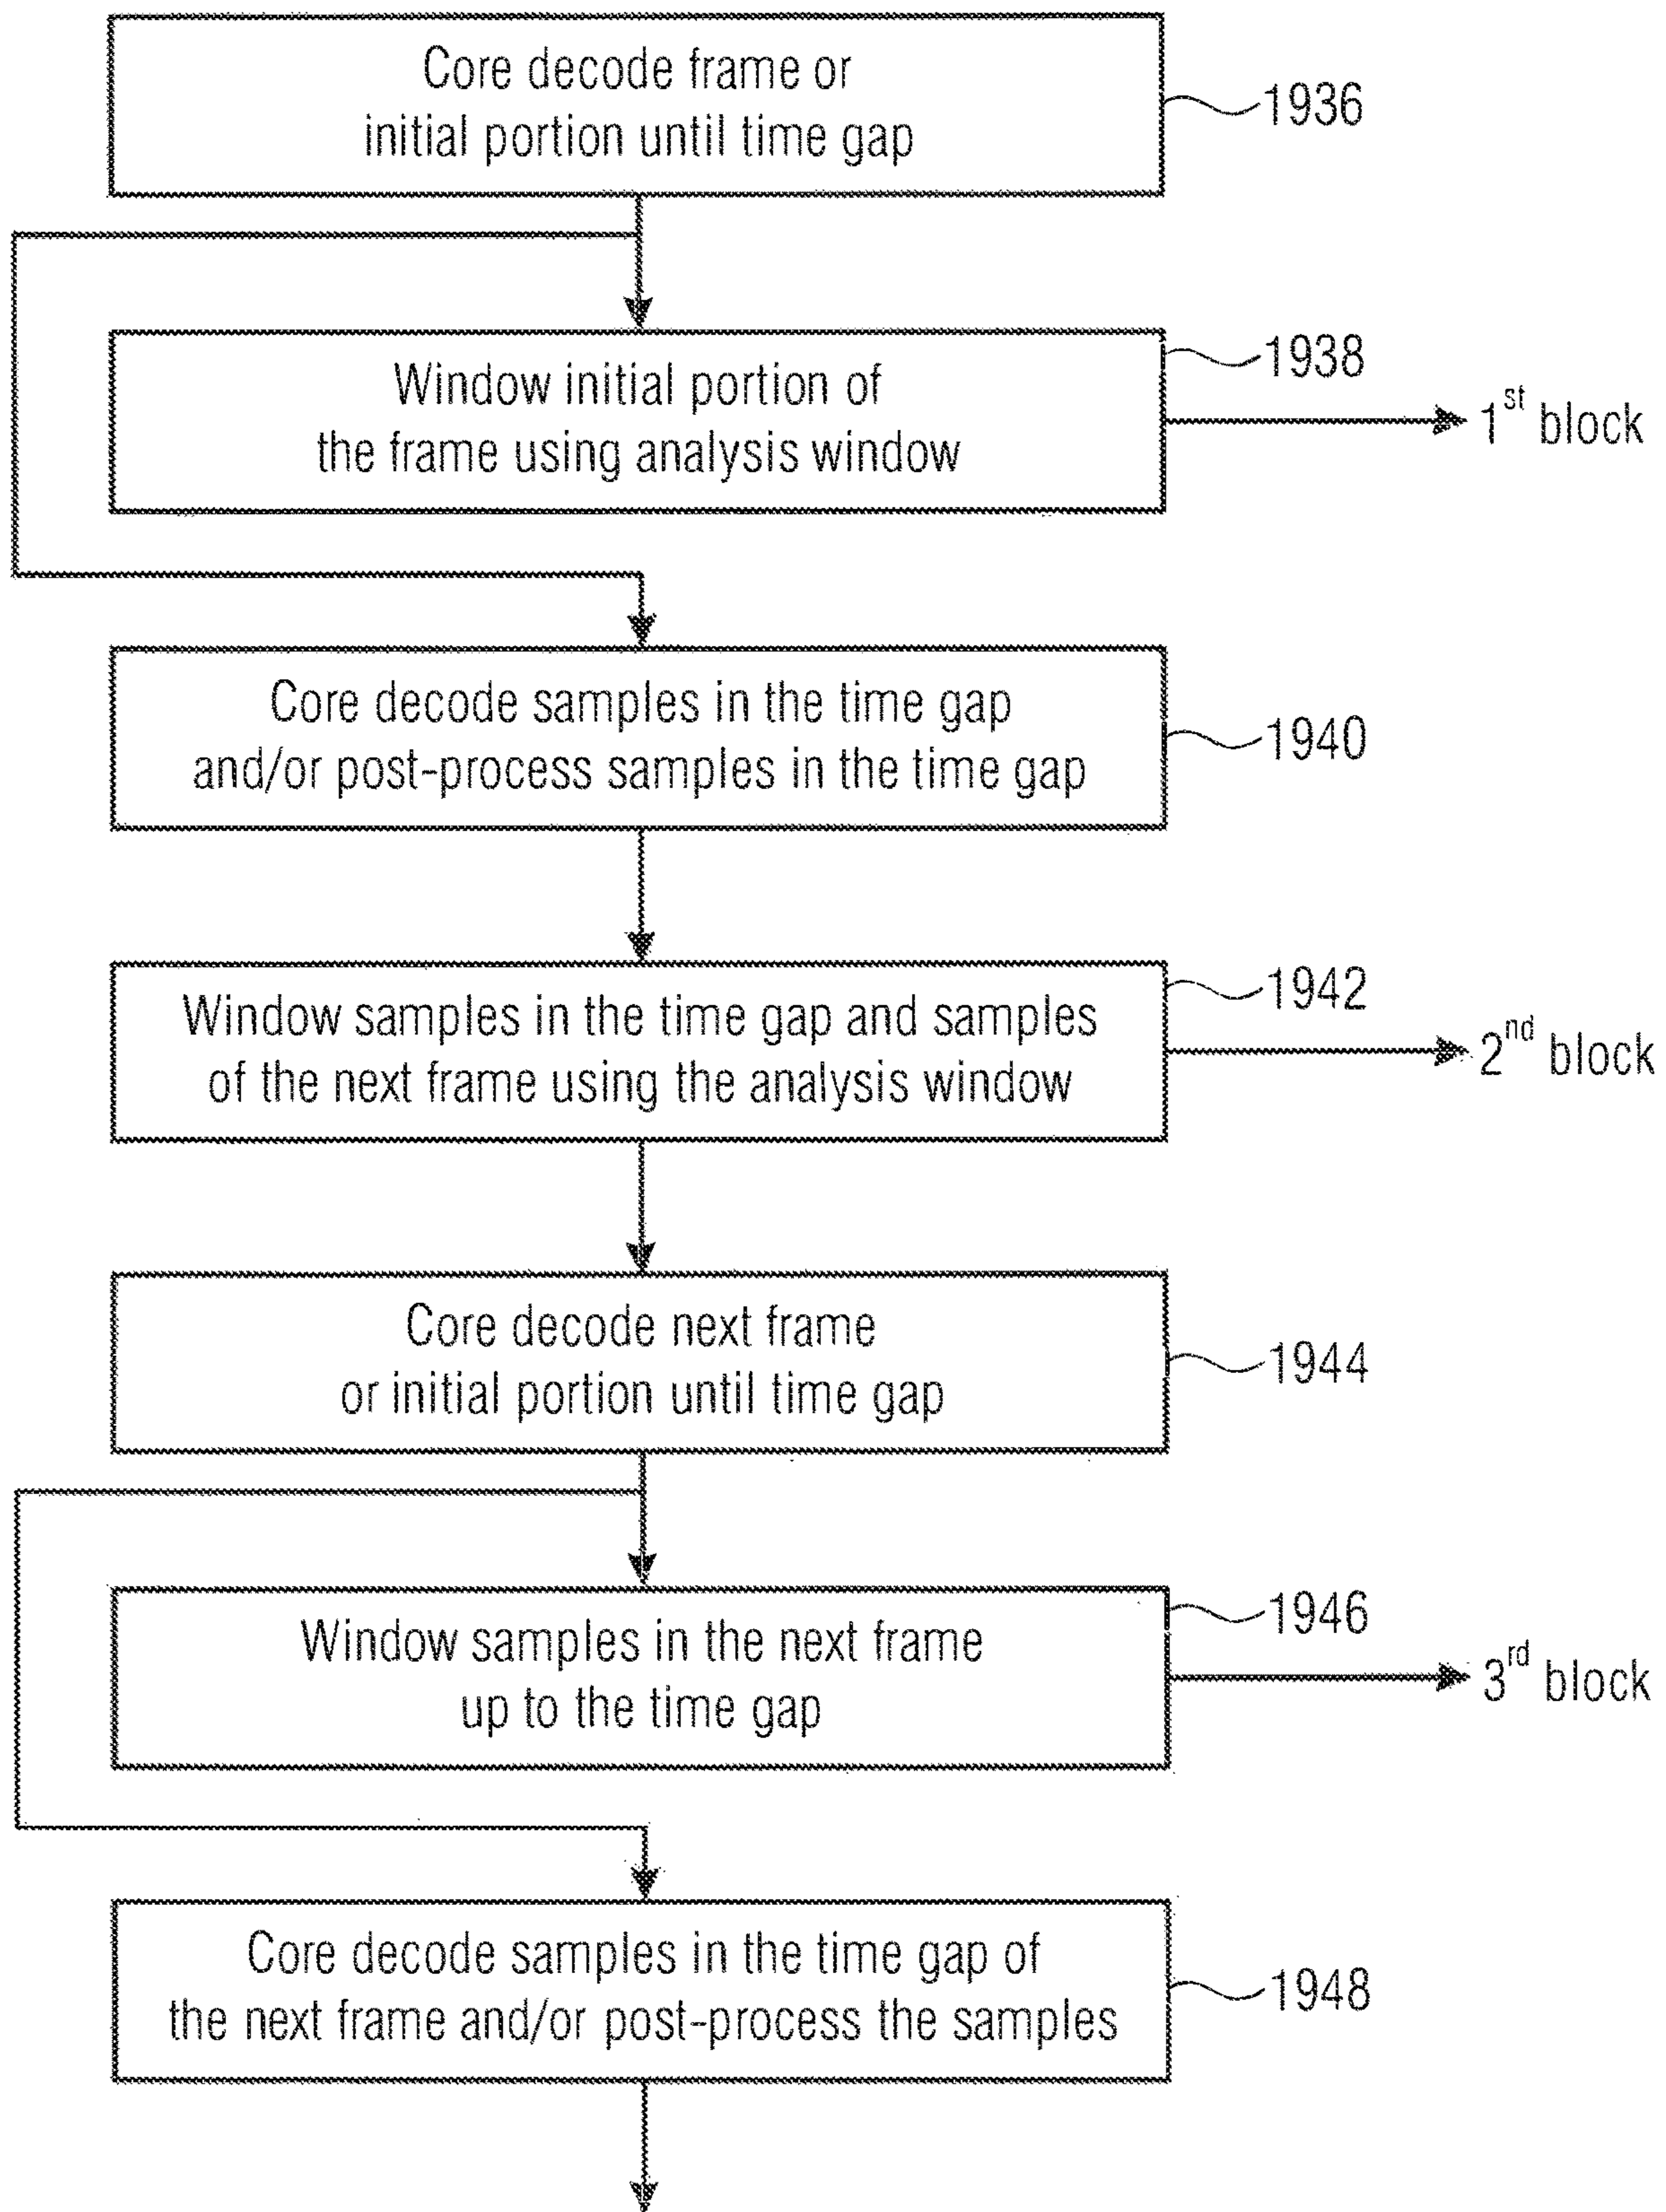 Core decode frame or
initial portion until time gap
1936
Window initial portion of
the frame using analysis window
1938
1st block
Core decode samples in the time gap
and/or post-process samples in the time gap
1940
Window samples in the time gap and samples
of the next frame using the analysis window
1942
2nd block
Core decode next frame
or initial portion until time gap
1944
Window samples in the next frame
up to the time gap
1946
3rd block
Core decode samples in the time gap of
the next frame and/or post-process the samples
1948